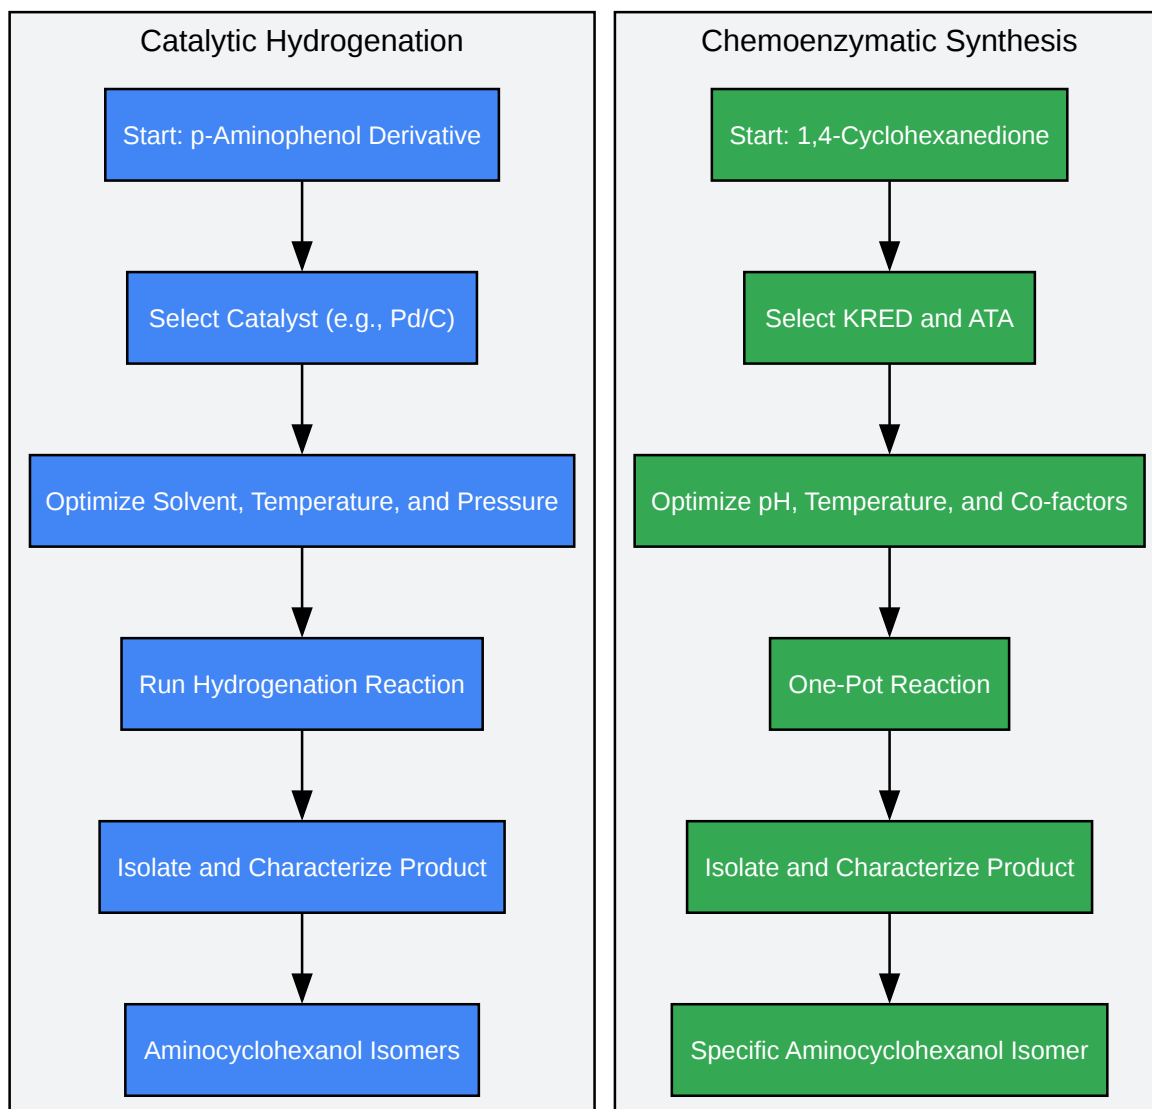 Catalytic Hydrogenation
Start: p-Aminophenol Derivative
Select Catalyst (e.g., Pd/C)
Optimize Solvent, Temperature, and Pressure
Run Hydrogenation Reaction
Isolate and Characterize Product
Aminocyclohexanol Isomers
Chemoenzymatic Synthesis
Start: 1,4-Cyclohexanedione
Select KRED and ATA
Optimize pH, Temperature, and Co-factors
One-Pot Reaction
Isolate and Characterize Product
Specific Aminocyclohexanol Isomer